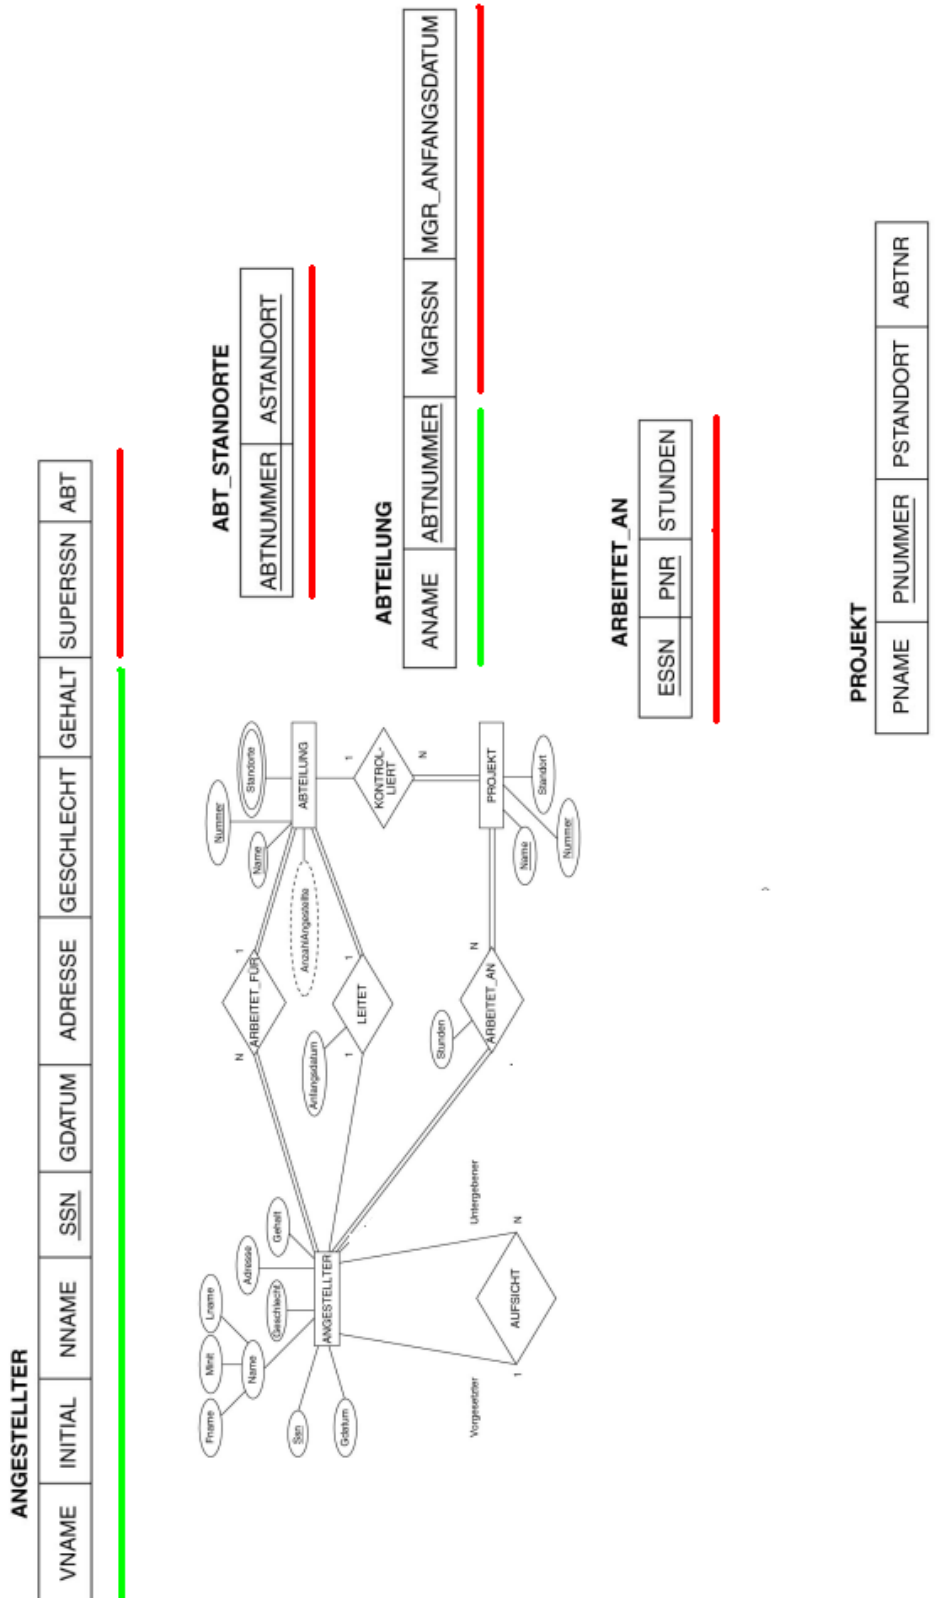 ANGESTELLTER
VNAME INITIAL NNAME SSN GDATUM ADRESSE GESCHLECHT GEHALT SUPERSSN ABT
ABT_STANDORTE
ABTNUMMER ASTANDORT
ABTEILUNG
ANAME ABTNUMMER MGRSSN MGR_ANFANGSDATUM
ARBEITET_AN
ESSN PNR STUNDEN
PROJEKT
PNAME PNUMMER PSTANDORT ABTNR
Fname
Minit
Lname
Name
Adresse
Geschlecht
Gehalt
Ssn
Gdatum
ANGESTELLTER
N
ARBEITET_FÜR
1
Nummer
Name
Standorte
ABTEILUNG
AnzahlAngestellte
Anfangsdatum
1
LEITET
1
1
KONTROL-
LIERT
N
Stunden
ARBEITET_AN
N
PROJEKT
Name
Nummer
Standort
Vorgesetzter
Untergebener
1
AUFSICHT
N